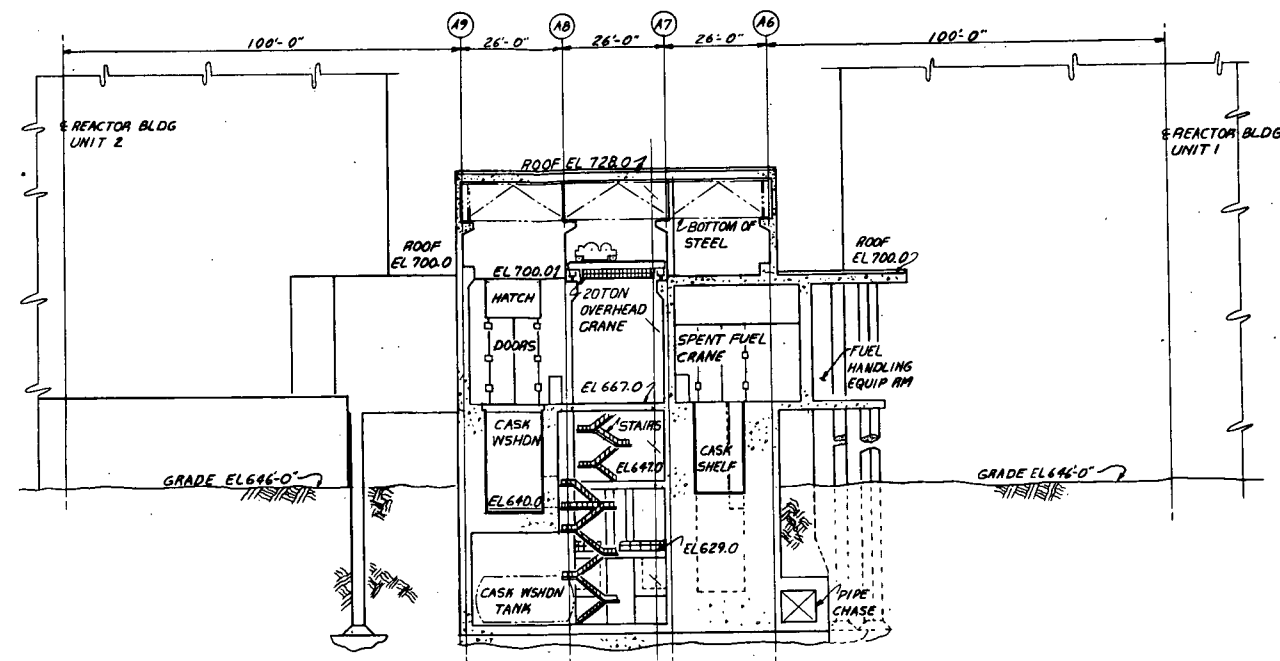 A9
A8
A7
A6
100'-0"
26'-0"
26'-0"
26'-0"
100'-0"
℄ REACTOR BLDG
UNIT 2
℄ REACTOR BLDG
UNIT 1
ROOF EL 728.0
BOTTOM OF
STEEL
ROOF
EL 700.0
EL 700.0
ROOF
EL 700.0
HATCH
20 TON
OVERHEAD
CRANE
DOORS
SPENT FUEL
CRANE
FUEL
HANDLING
EQUIP RM
EL 667.0
CASK
WSHDN
STAIRS
CASK
SHELF
EL 647.0
GRADE EL 646'-0"
GRADE EL 646'-0"
EL 640.0
EL 629.0
CASK WSHDN
TANK
PIPE
CHASE